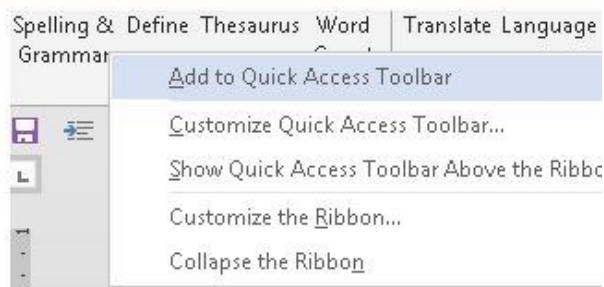 Spelling & Define Thesaurus Word Translate Language
Grammar
Add to Quick Access Toolbar
Customize Quick Access Toolbar...
Show Quick Access Toolbar Above the Ribbo
Customize the Ribbon...
Collapse the Ribbon
L
1